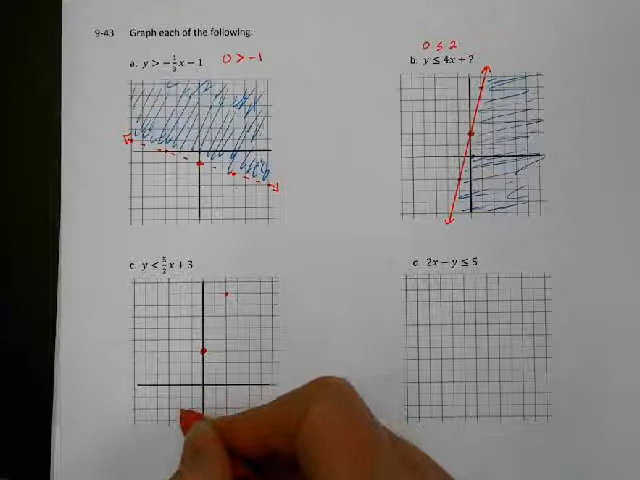 9-43 Graph each of the following:
a. y > -1/3x - 1 0 > -1
0 ≤ 2
b. y ≤ 4x + 2
c. y < 5/2x + 3
e. 2x - y ≤ 5